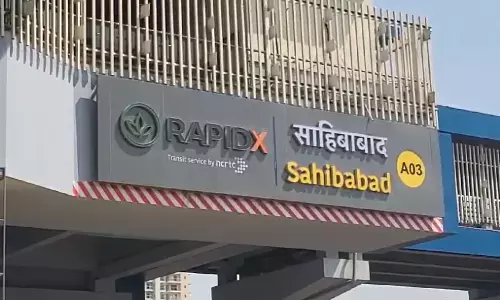 RAPIDX
Transit service by ncrtc
साहिबाबाद
Sahibabad
A03